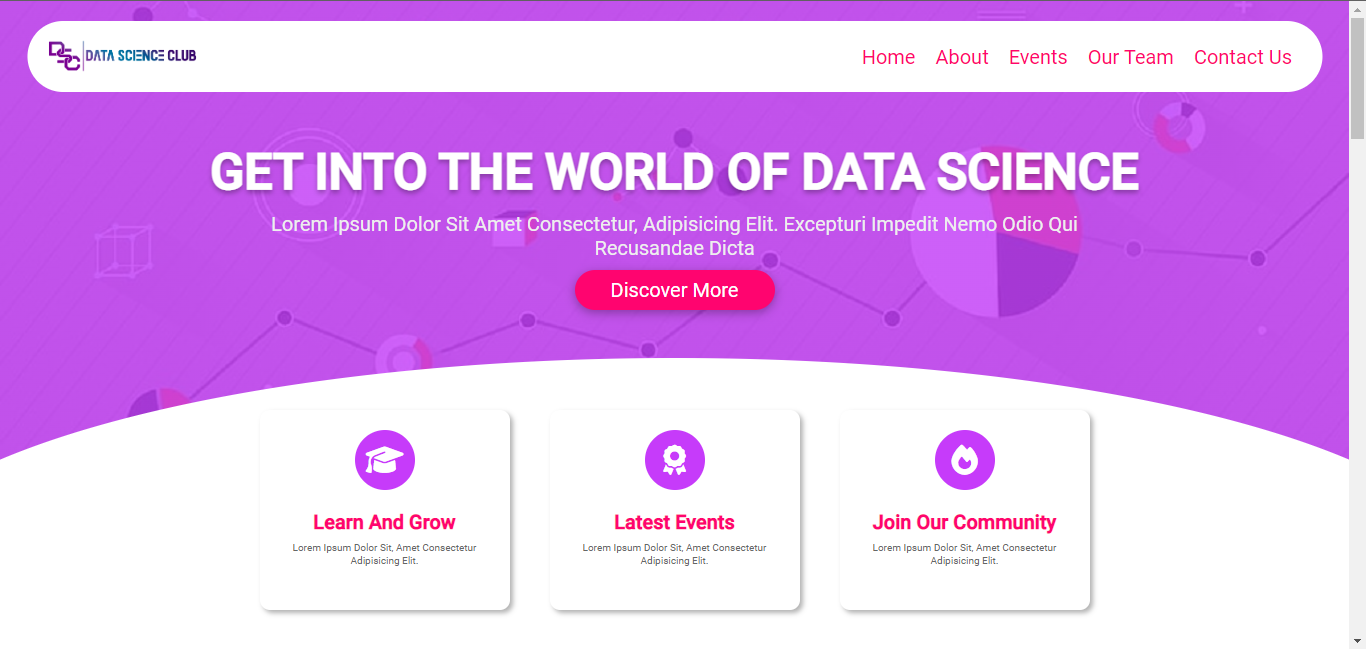 DSC DATA SCIENCE CLUB
Home About Events Our Team Contact Us
GET INTO THE WORLD OF DATA SCIENCE
Lorem Ipsum Dolor Sit Amet Consectetur, Adipisicing Elit. Excepturi Impedit Nemo Odio Qui
Recusandae Dicta
Discover More
Learn And Grow
Lorem Ipsum Dolor Sit, Amet Consectetur
Adipisicing Elit.
Latest Events
Lorem Ipsum Dolor Sit, Amet Consectetur
Adipisicing Elit.
Join Our Community
Lorem Ipsum Dolor Sit, Amet Consectetur
Adipisicing Elit.